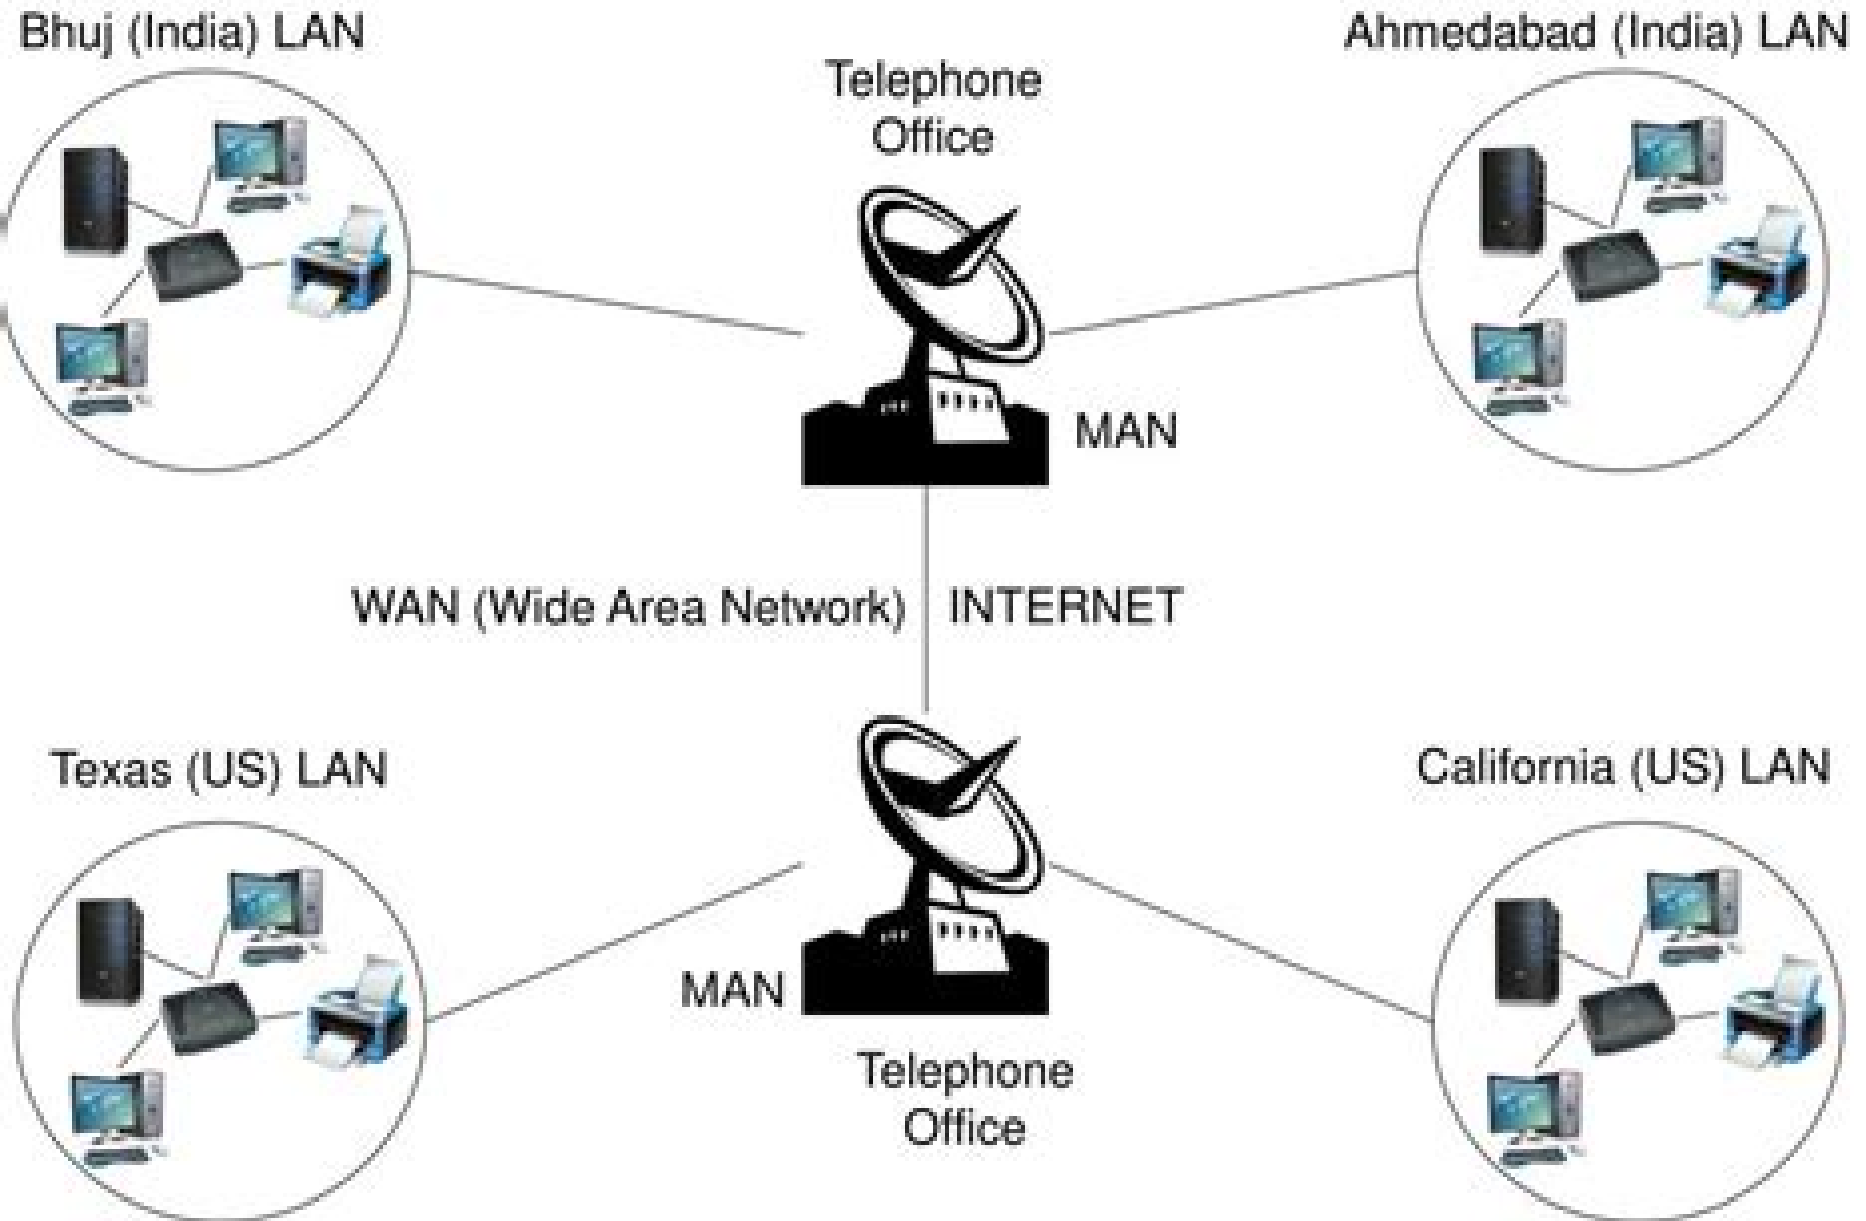 Bhuj (India) LAN
Ahmedabad (India) LAN
Telephone
Office
MAN
WAN (Wide Area Network)
INTERNET
Texas (US) LAN
California (US) LAN
MAN
Telephone
Office